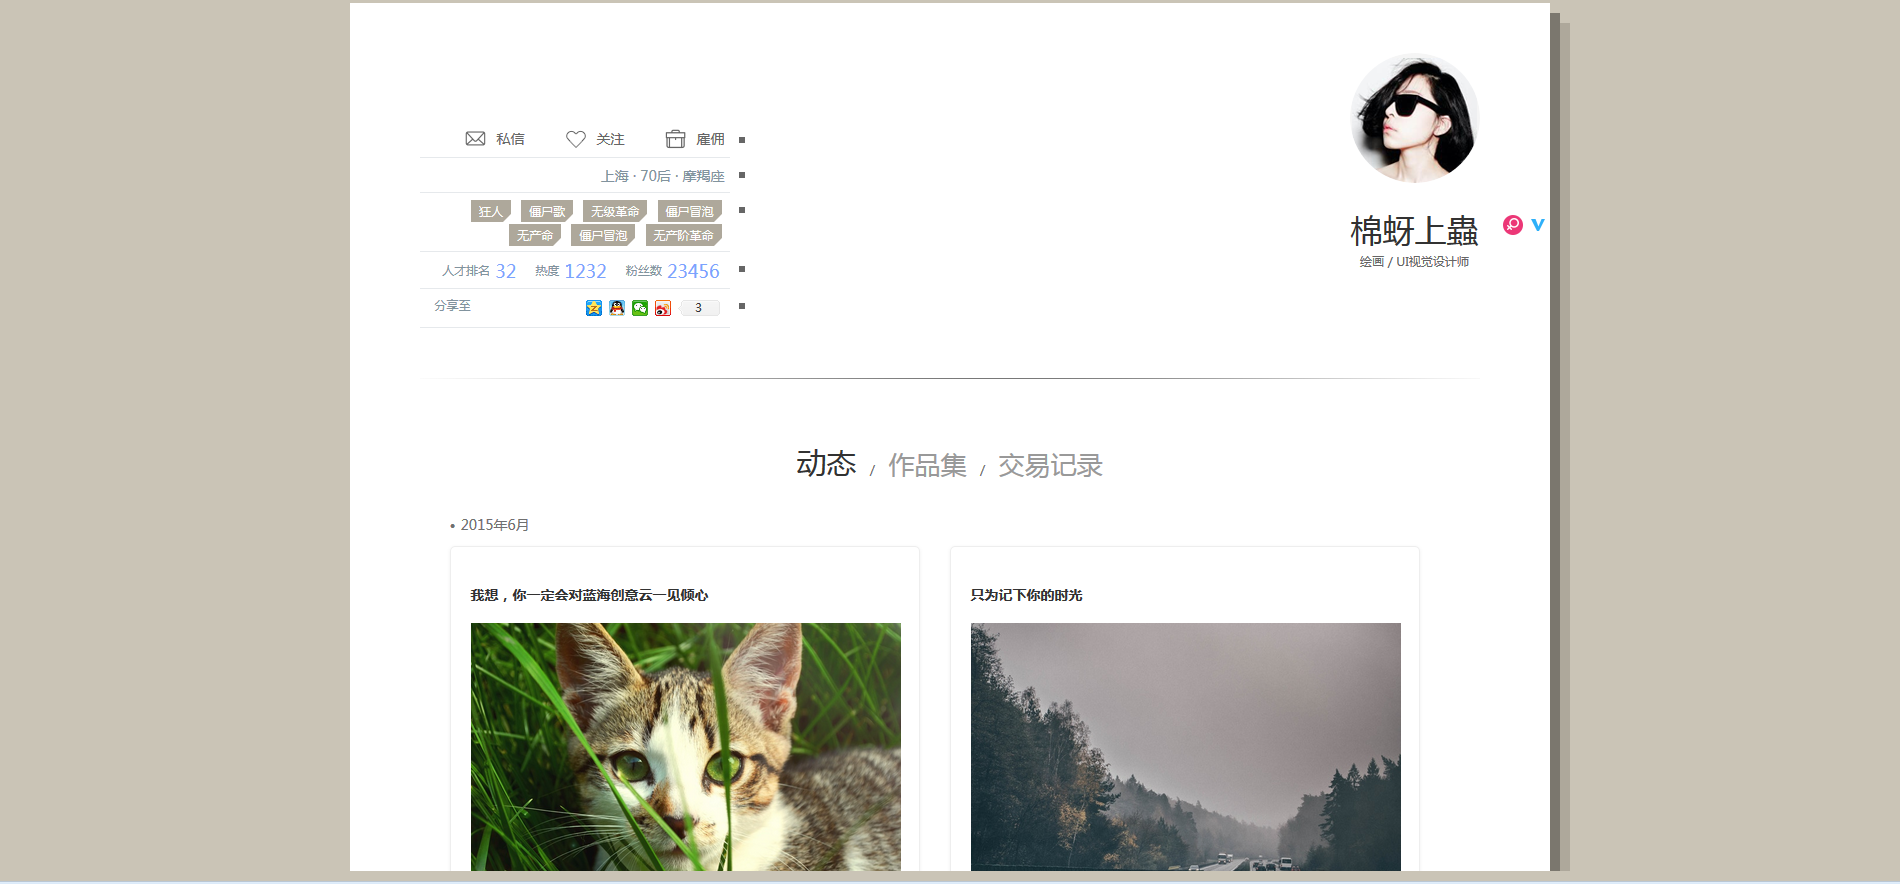 私信 关注 雇佣
上海 · 70后 · 摩羯座
狂人 僵尸歌 无级革命 僵尸冒泡
无产命 僵尸冒泡 无产阶革命
人才排名 32 热度 1232 粉丝数 23456
分享至 3
棉蚜上蟲
绘画 / UI视觉设计师
动态 / 作品集 / 交易记录
• 2015年6月
我想，你一定会对蓝海创意云一见倾心
只为记下你的时光